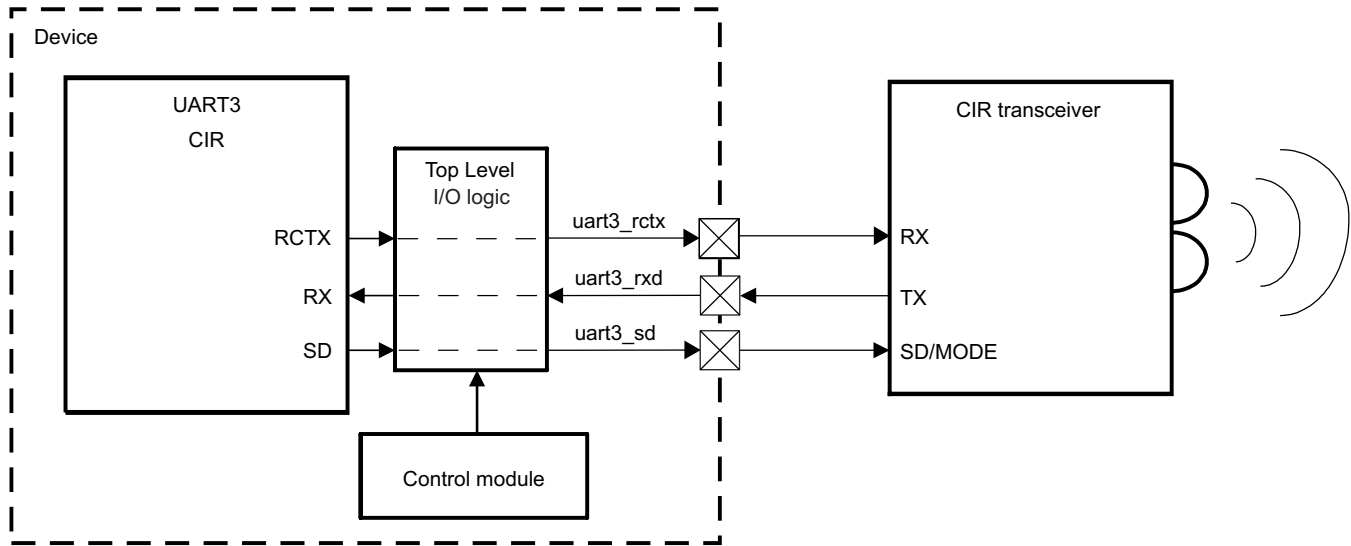 Device
UART3
CIR
CIR transceiver
Top Level
I/O logic
RCTX
uart3_rctx
RX
RX
uart3_rxd
TX
SD
uart3_sd
SD/MODE
Control module